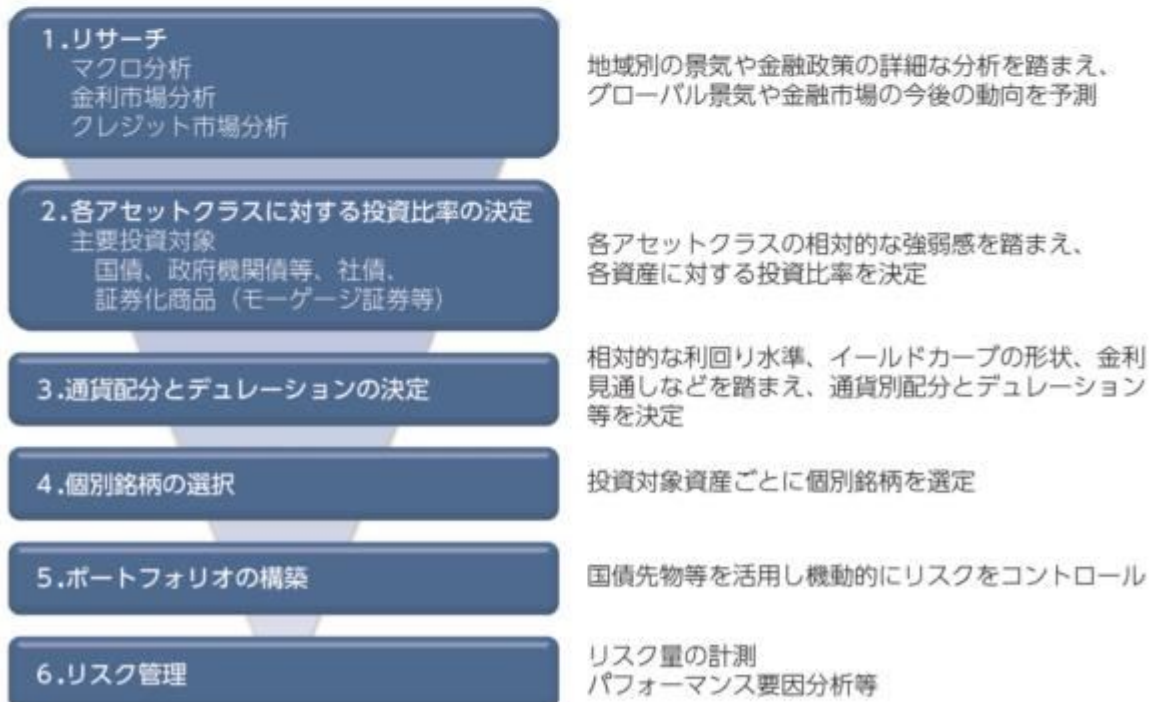 1.リサーチ
マクロ分析
金利市場分析
クレジット市場分析
地域別の景気や金融政策の詳細な分析を踏まえ、
グローバル景気や金融市場の今後の動向を予測
2.各アセットクラスに対する投資比率の決定
主要投資対象
国債、政府機関債等、社債、
証券化商品（モーゲージ証券等）
各アセットクラスの相対的な強弱感を踏まえ、
各資産に対する投資比率を決定
3.通貨配分とデュレーションの決定
相対的な利回り水準、イールドカーブの形状、金利
見通しなどを踏まえ、通貨別配分とデュレーション
等を決定
4.個別銘柄の選択
投資対象資産ごとに個別銘柄を選定
5.ポートフォリオの構築
国債先物等を活用し機動的にリスクをコントロール
6.リスク管理
リスク量の計測
パフォーマンス要因分析等